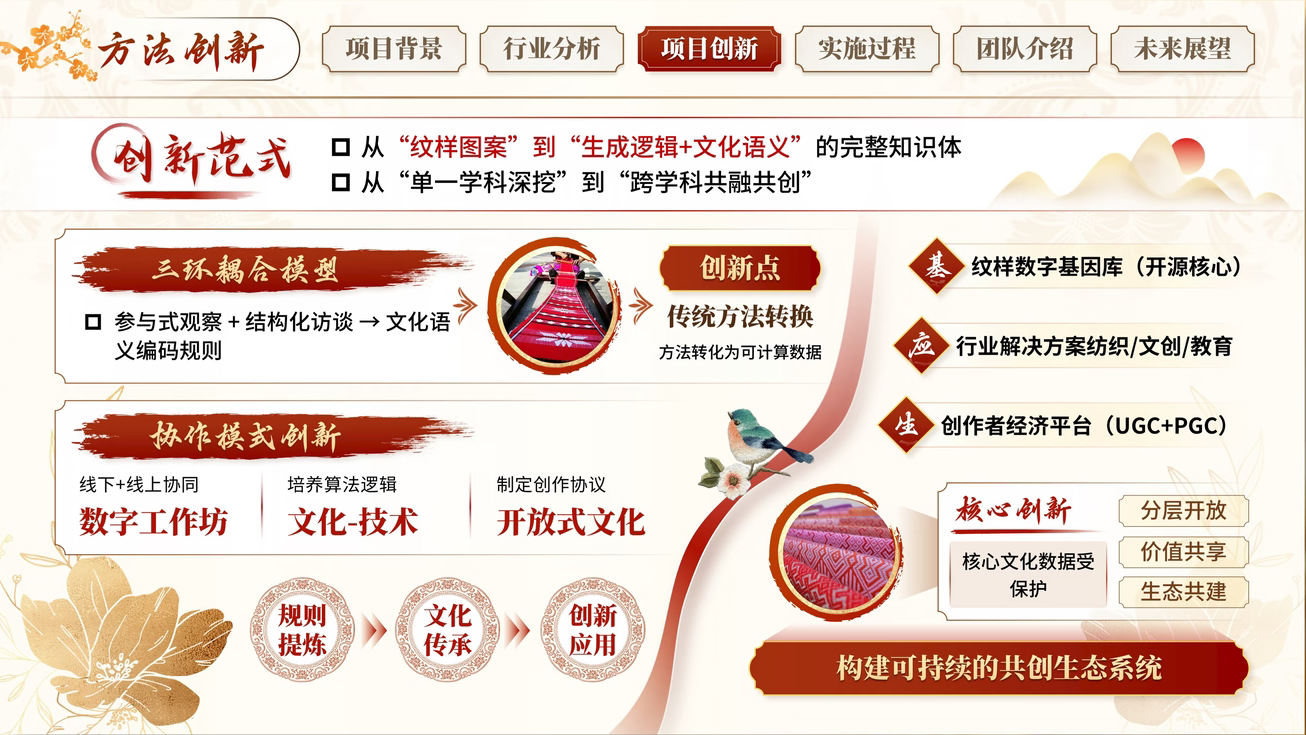 方法创新
项目背景
行业分析
项目创新
实施过程
团队介绍
未来展望
创新范式
从“纹样图案”到“生成逻辑+文化语义”的完整知识体
从“单一学科深挖”到“跨学科共融共创”
三环耦合模型
参与式观察 + 结构化访谈 → 文化语
义编码规则
创新点
传统方法转换
方法转化为可计算数据
协作模式创新
线下+线上协同
数字工作坊
培养算法逻辑
文化-技术
制定创作协议
开放式文化
规则
提炼
文化
传承
创新
应用
基
纹样数字基因库（开源核心）
应
行业解决方案纺织/文创/教育
生
创作者经济平台（UGC+PGC）
核心创新
核心文化数据受
保护
分层开放
价值共享
生态共建
构建可持续的共创生态系统